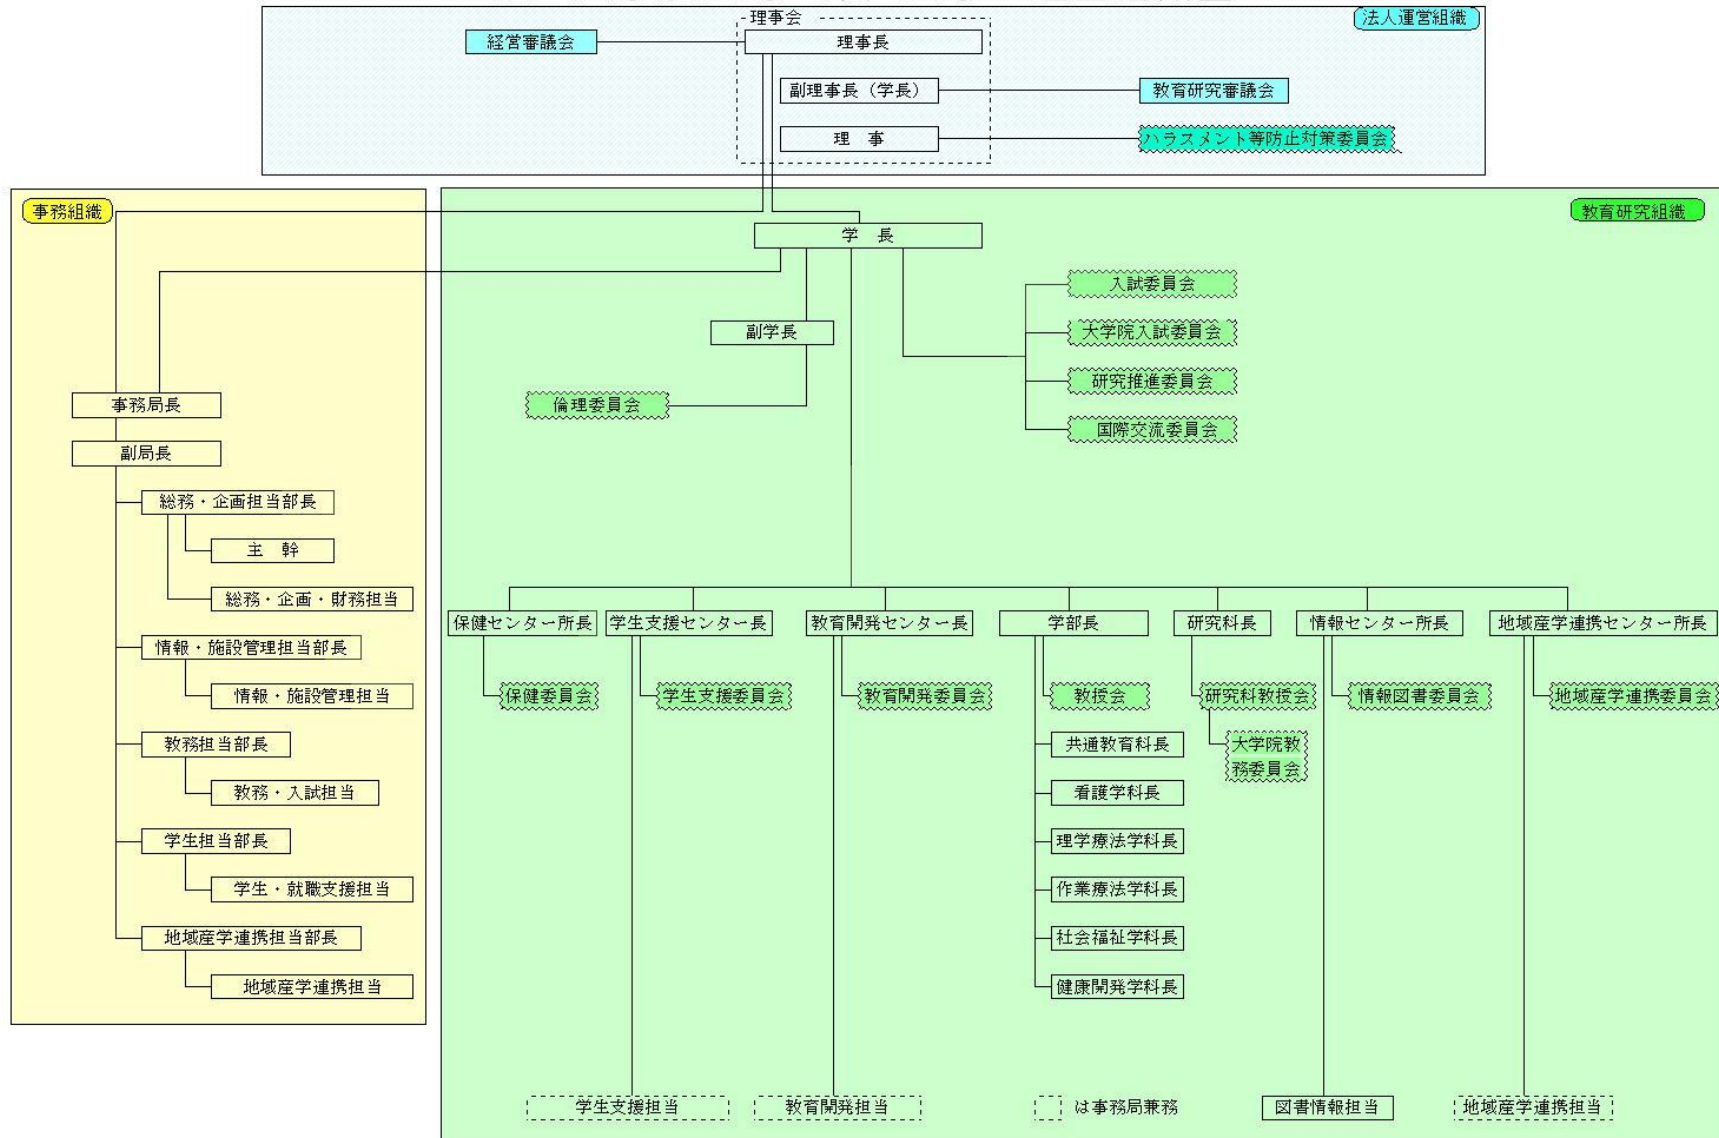 法人運営組織
理事会
経営審議会
理事長
副理事長（学長）
教育研究審議会
理　事
ハラスメント等防止対策委員会
事務組織
事務局長
副局長
総務・企画担当部長
主　幹
総務・企画・財務担当
情報・施設管理担当部長
情報・施設管理担当
教務担当部長
教務・入試担当
学生担当部長
学生・就職支援担当
地域産学連携担当部長
地域産学連携担当
教育研究組織
学　長
副学長
倫理委員会
入試委員会
大学院入試委員会
研究推進委員会
国際交流委員会
保健センター所長
学生支援センター長
教育開発センター長
学部長
研究科長
情報センター所長
地域産学連携センター所長
保健委員会
学生支援委員会
教育開発委員会
教授会
研究科教授会
情報図書委員会
地域産学連携委員会
大学院教
務委員会
共通教育科長
看護学科長
理学療法学科長
作業療法学科長
社会福祉学科長
健康開発学科長
学生支援担当
教育開発担当
は事務局兼務
図書情報担当
地域産学連携担当